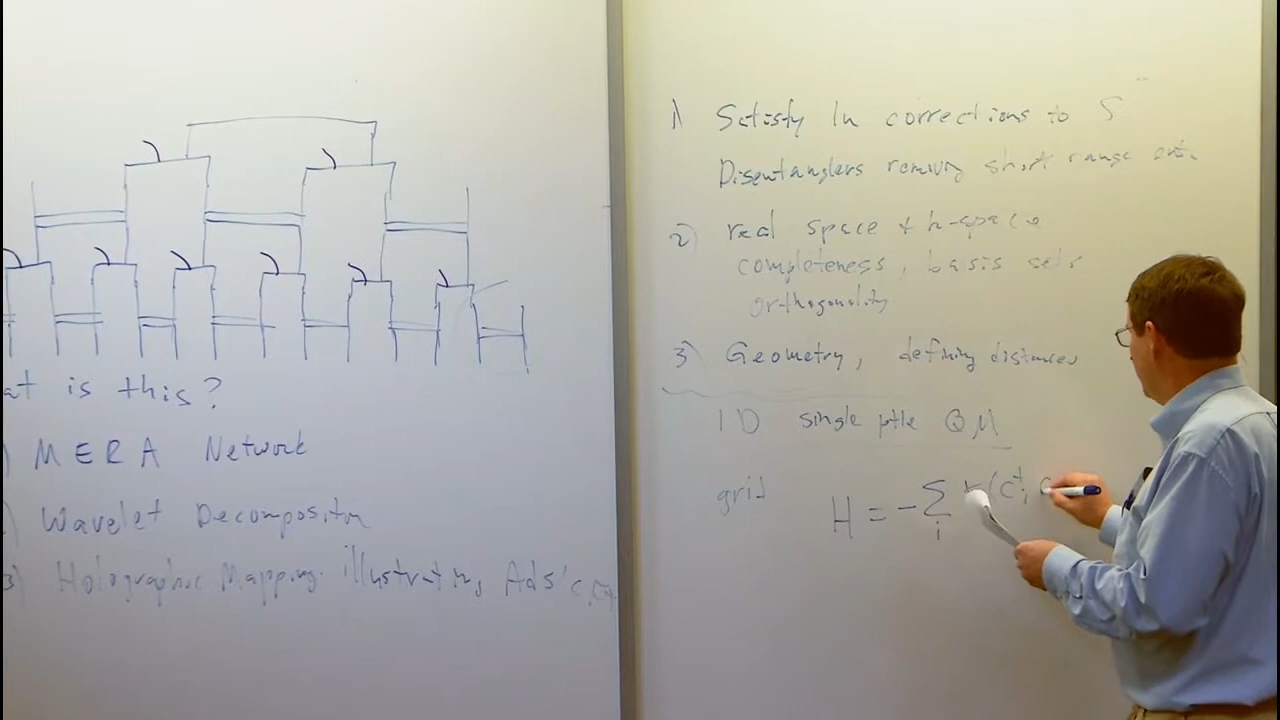 at is this?
) MERA Network
) Wavelet Decomposition
3) Holographic Mapping. illustrating AdS/CFT
1) Satisfy ln corrections to S
Disentanglers removing short range ent.
2) real space + k-space
completeness, basis sets
orthogonality
3) Geometry, defining distances
1D single ptle QM
grid H = -∑ i (c†i